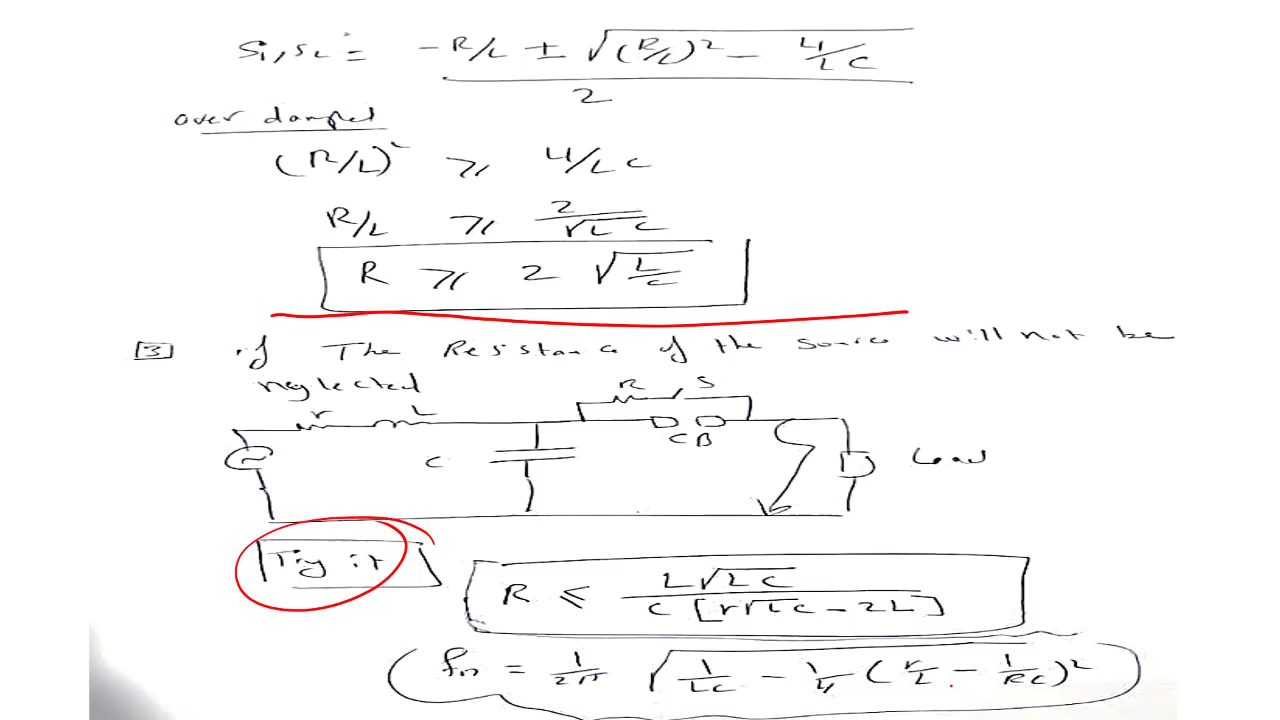 S₁,S₂ = -R/L ± √((R/L)² - 4/LC) / 2
over damped
(R/L)² ≥ 4/LC
R/L ≥ 2/√LC
R ≥ 2 √(L/C)
[3] if The Resistance of the source will not be
neglected
R S
r L
CB
C Load
Try it
R ≤ L√LC / C[r√LC - 2L]
fn = 1/2π √(1/LC - 1/4 (r/L - 1/RC)²)